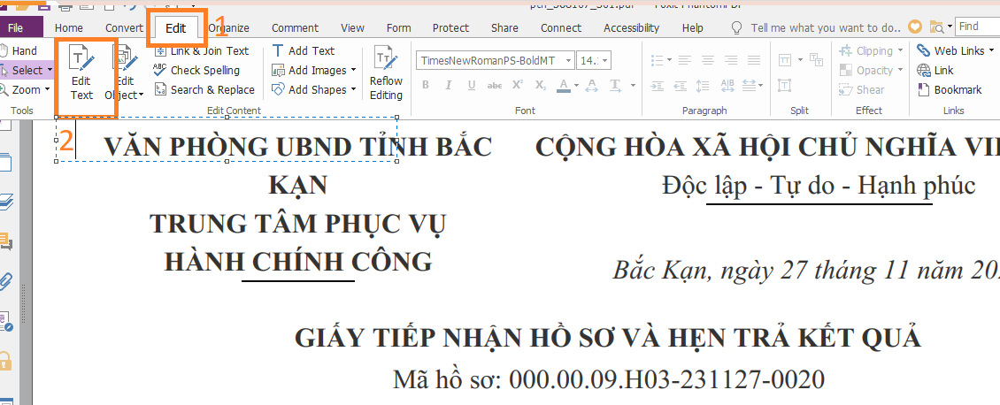 Foxit PhantomPDF
File Home Convert Edit 1 Organize Comment View Form Protect Share Connect Accessibility Help Tell me what you want to do.. Find
Hand
Select
Zoom
Tools
Edit Text
Edit Object
Link & Join Text
Check Spelling
Search & Replace
Add Text
Add Images
Add Shapes
Reflow Editing
Edit Content
TimesNewRomanPS-BoldMT 14.
B I U abc X² X₂ A T
Font
Paragraph
Split
Clipping
Opacity
Shear
Effect
Web Links
Link
Bookmark
Links
2
VĂN PHÒNG UBND TỈNH BẮC
KẠN
TRUNG TÂM PHỤC VỤ
HÀNH CHÍNH CÔNG
CỘNG HÒA XÃ HỘI CHỦ NGHĨA
Độc lập - Tự do - Hạnh phúc
Bắc Kạn, ngày 27 tháng 11 năm
GIẤY TIẾP NHẬN HỒ SƠ VÀ HẸN TRẢ KẾT QUẢ
Mã hồ sơ: 000.00.09.H03-231127-0020